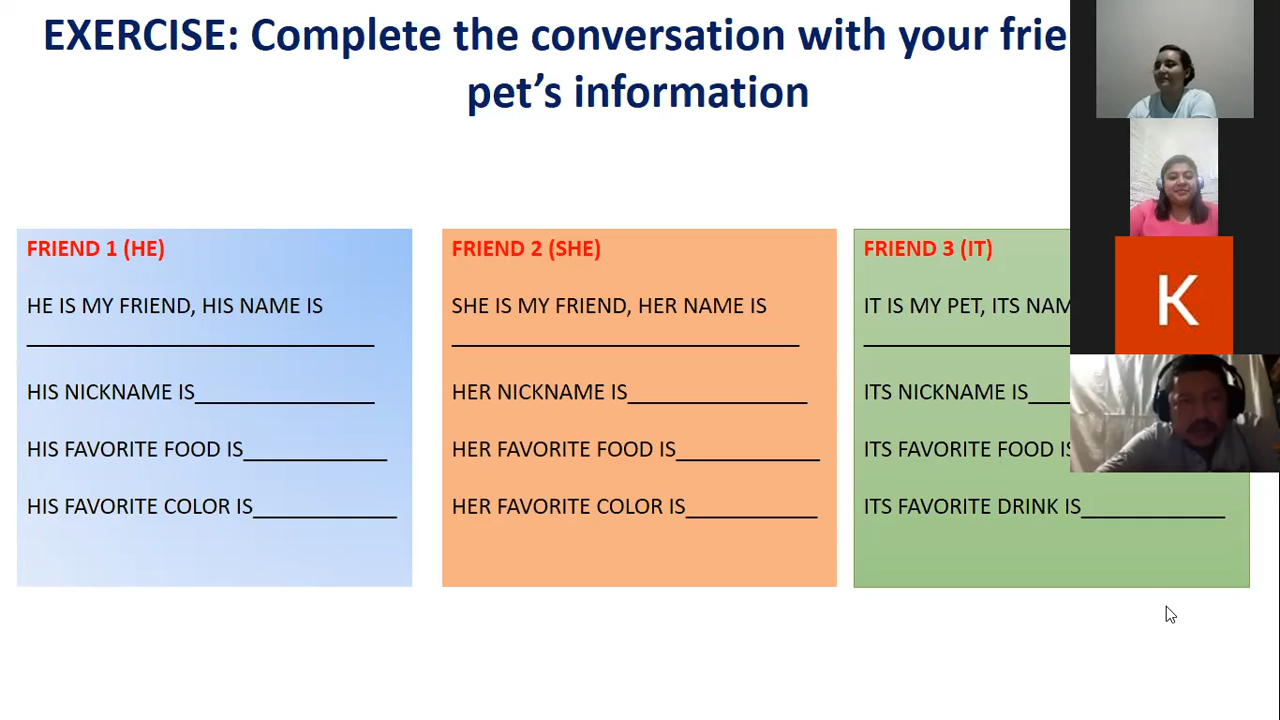 EXERCISE: Complete the conversation with your
pet's information
FRIEND 1 (HE)
HE IS MY FRIEND, HIS NAME IS
HIS NICKNAME IS
HIS FAVORITE FOOD IS
HIS FAVORITE COLOR IS
FRIEND 2 (SHE)
SHE IS MY FRIEND, HER NAME IS
HER NICKNAME IS
HER FAVORITE FOOD IS
HER FAVORITE COLOR IS
FRIEND 3 (IT)
IT IS MY PET, ITS
ITS NICKNAME IS
ITS FAVORITE FOOD IS
ITS FAVORITE DRINK IS
K